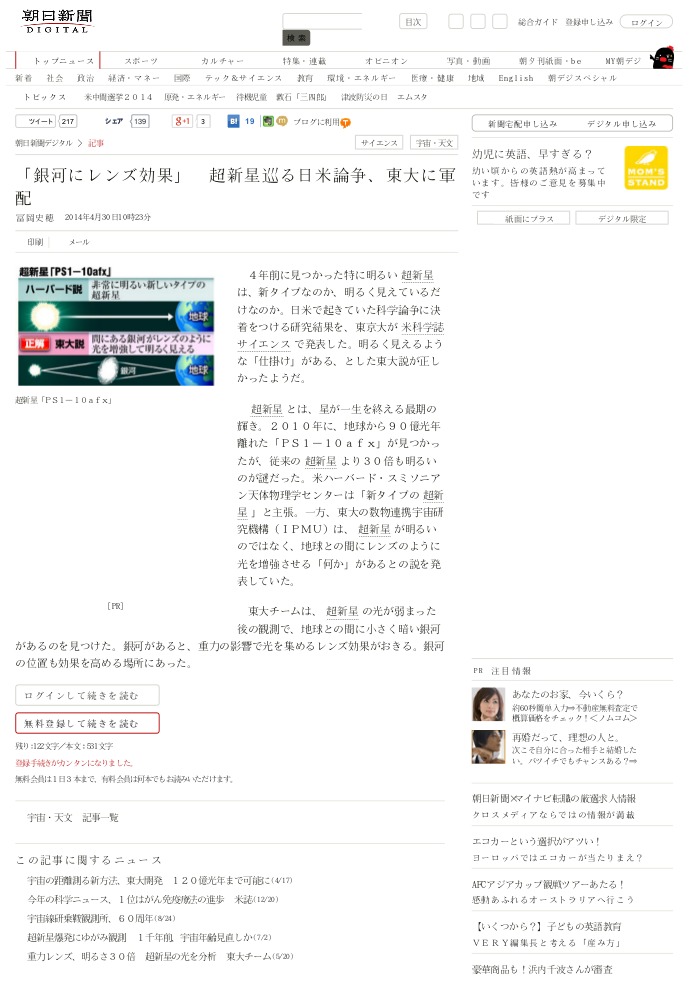 朝日新聞
DIGITAL
検索
目次
総合ガイド 登録申し込み ログイン
トップニュース スポーツ カルチャー 特集・連載 オピニオン 写真・動画 朝夕刊紙面・be MY朝デジ
新着 社会 政治 経済・マネー 国際 テック＆サイエンス 教育 環境・エネルギー 医療・健康 地域 English 朝デジスペシャル
トピックス 米中間選挙２０１４ 原発・エネルギー 待機児童 漱石「三四郎」 津波防災の日 エムスタ
ツイート 217 シェア 139 g+1 3 B! 19 m ブログに利用
朝日新聞デジタル > 記事
サイエンス 宇宙・天文
「銀河にレンズ効果」 超新星巡る日米論争、東大に軍
配
冨岡史穂 2014年4月30日10時23分
印刷 メール
超新星「PS1－10afx」
ハーバード説 非常に明るい新しいタイプの
超新星
地球
正解 東大説 間にある銀河がレンズのように
光を増強して明るく見える
銀河 地球
超新星「ＰＳ１－１０ａｆｘ」
４年前に見つかった特に明るい 超新星
は、新タイプなのか、明るく見えているだ
けなのか。日米で起きていた科学論争に決
着をつける研究結果を、東京大が 米科学誌
サイエンス で発表した。明るく見えるよう
な「仕掛け」がある、とした東大説が正し
かったようだ。
超新星 とは、星が一生を終える最期の
輝き。２０１０年に、地球から９０億光年
離れた「ＰＳ１－１０ａｆｘ」が見つかっ
たが、従来の 超新星 より３０倍も明るい
のが謎だった。米ハーバード・スミソニア
ン天体物理学センターは「新タイプの 超新
星 」と主張。一方、東大の数物連携宇宙研
究機構（ＩＰＭＵ）は、 超新星 が明るい
のではなく、地球との間にレンズのように
光を増強させる「何か」があるとの説を発
表していた。
[PR]
東大チームは、 超新星 の光が弱まった
後の観測で、地球との間に小さく暗い銀河
があるのを見つけた。銀河があると、重力の影響で光を集めるレンズ効果がおきる。銀河
の位置も効果を高める場所にあった。
ログインして続きを読む
無料登録して続きを読む
残り:122文字／本文:531文字
登録手続きがカンタンになりました。
無料会員は1日３本まで、有料会員は何本でもお読みいただけます。
宇宙・天文 記事一覧
この記事に関するニュース
宇宙の距離測る新方法、東大開発 １２０億光年まで可能に(4/17)
今年の科学ニュース、１位はがん免疫療法の進歩 米誌(12/20)
宇宙線研乗鞍観測所、６０周年(8/24)
超新星爆発にゆがみ観測 １千年前、宇宙年齢見直しか(7/2)
重力レンズ、明るさ３０倍 超新星の光を分析 東大チーム(5/20)
新聞宅配申し込み デジタル申し込み
幼児に英語、早すぎる？
幼い頃からの英語熱が高まって
います。皆様のご意見を募集中
です
MOM'S
STAND
紙面にプラス デジタル限定
PR 注目情報
あなたのお家、今いくら？
約60秒簡単入力⇒不動産無料査定で
概算価格をチェック！＜ノムコム＞
再婚だって、理想の人と。
次こそ自分に合った相手と結婚した
い。バツイチでもチャンスある？⇒
朝日新聞×マイナビ転職の厳選求人情報
クロスメディアならではの情報が満載
エコカーという選択がアツい！
ヨーロッパではエコカーが当たりまえ？
AFCアジアカップ観戦ツアーあたる！
感動あふれるオーストラリアへ行こう
【いくつから？】子どもの英語教育
ＶＥＲＹ編集長と考える「産み方」
豪華商品も！浜内千波さんが審査